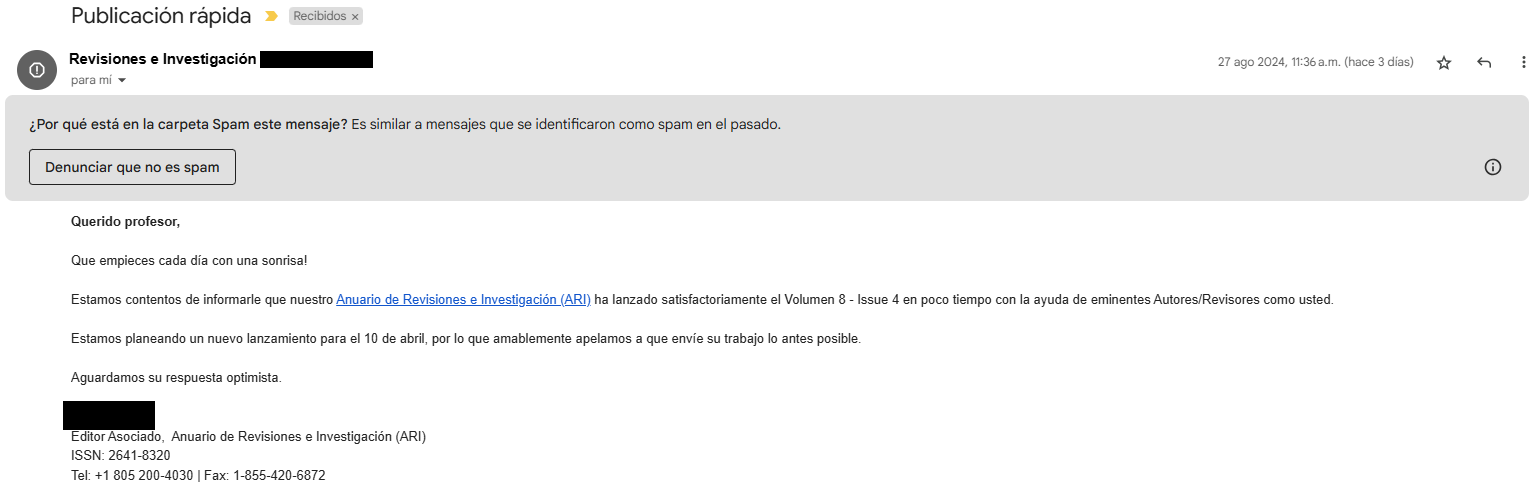 Publicación rápida Recibidos ×
Revisiones e Investigación
27 ago 2024, 11:36 a.m. (hace 3 días)
para mí
¿Por qué está en la carpeta Spam este mensaje? Es similar a mensajes que se identificaron como spam en el pasado.
Denunciar que no es spam
Querido profesor,
Que empieces cada día con una sonrisa!
Estamos contentos de informarle que nuestro Anuario de Revisiones e Investigación (ARI) ha lanzado satisfactoriamente el Volumen 8 - Issue 4 en poco tiempo con la ayuda de eminentes Autores/Revisores como usted.
Estamos planeando un nuevo lanzamiento para el 10 de abril, por lo que amablemente apelamos a que envíe su trabajo lo antes posible.
Aguardamos su respuesta optimista.
Editor Asociado, Anuario de Revisiones e Investigación (ARI)
ISSN: 2641-8320
Tel: +1 805 200-4030 | Fax: 1-855-420-6872